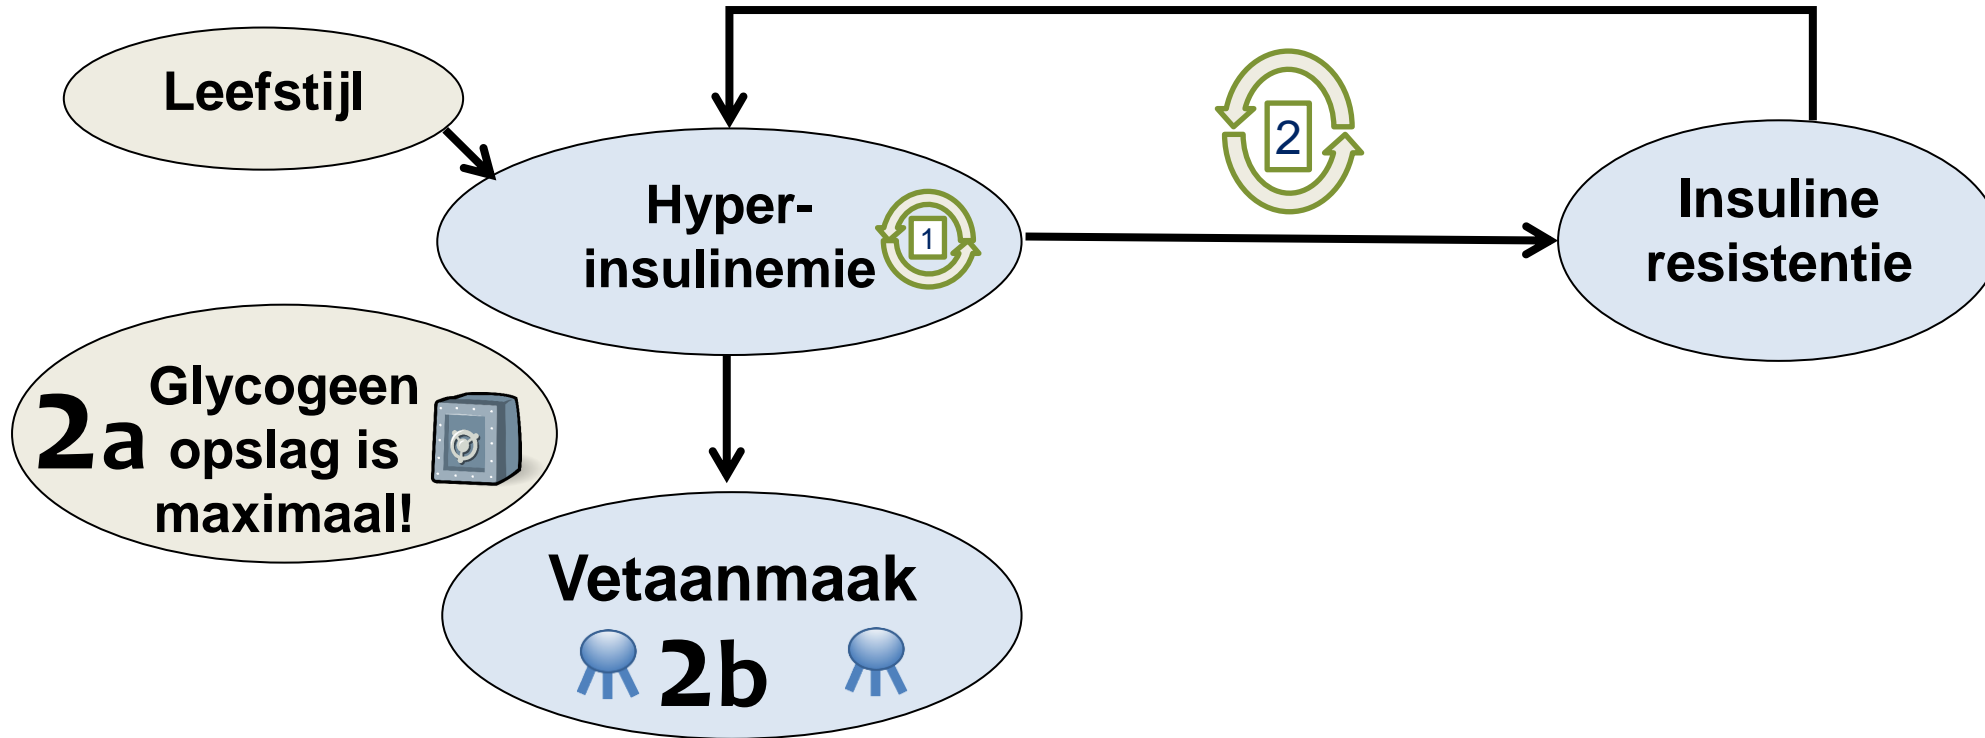 Leefstijl
Hyper-
insulinemie
1
2
Insuline
resistentie
2a
Glycogeen
opslag is
maximaal!
Vetaanmaak
2b